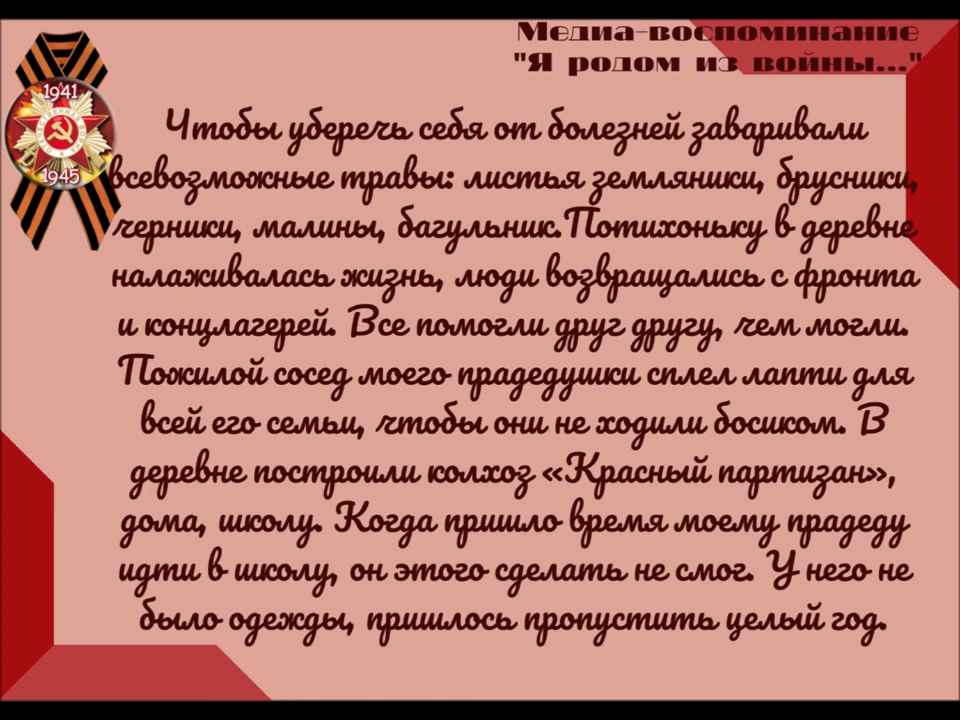 Медиа-воспоминание
"Я родом из войны..."
1941
ОТЕЧЕСТВЕННАЯ
1945
Чтобы уберечь себя от болезней заваривали
всевозможные травы: листья земляники, брусники,
черники, малины, багульник.Потихоньку в деревне
налаживалась жизнь, люди возвращались с фронта
и концлагерей. Все помогли друг другу, чем могли.
Пожилой сосед моего прадедушки сплел лапти для
всей его семьи, чтобы они не ходили босиком. В
деревне построили колхоз «Красный партизан»,
дома, школу. Когда пришло время моему прадеду
идти в школу, он этого сделать не смог. У него не
было одежды, пришлось пропустить целый год.